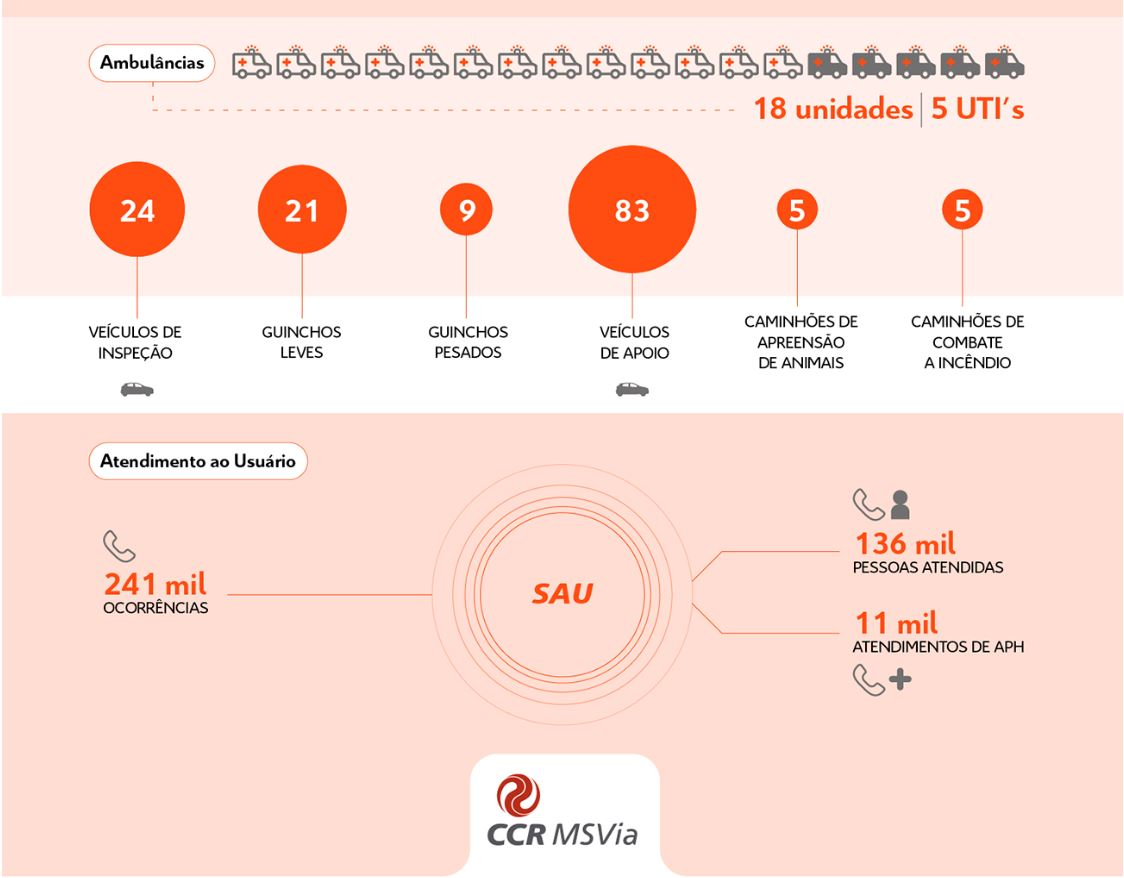 Ambulâncias
18 unidades | 5 UTI's
24
21
9
83
5
5
VEÍCULOS DE
INSPEÇÃO
GUINCHOS
LEVES
GUINCHOS
PESADOS
VEÍCULOS
DE APOIO
CAMINHÕES DE
APREENSÃO
DE ANIMAIS
CAMINHÕES DE
COMBATE
A INCÊNDIO
Atendimento ao Usuário
241 mil
OCORRÊNCIAS
SAU
136 mil
PESSOAS ATENDIDAS
11 mil
ATENDIMENTOS DE APH
CCR MSVia